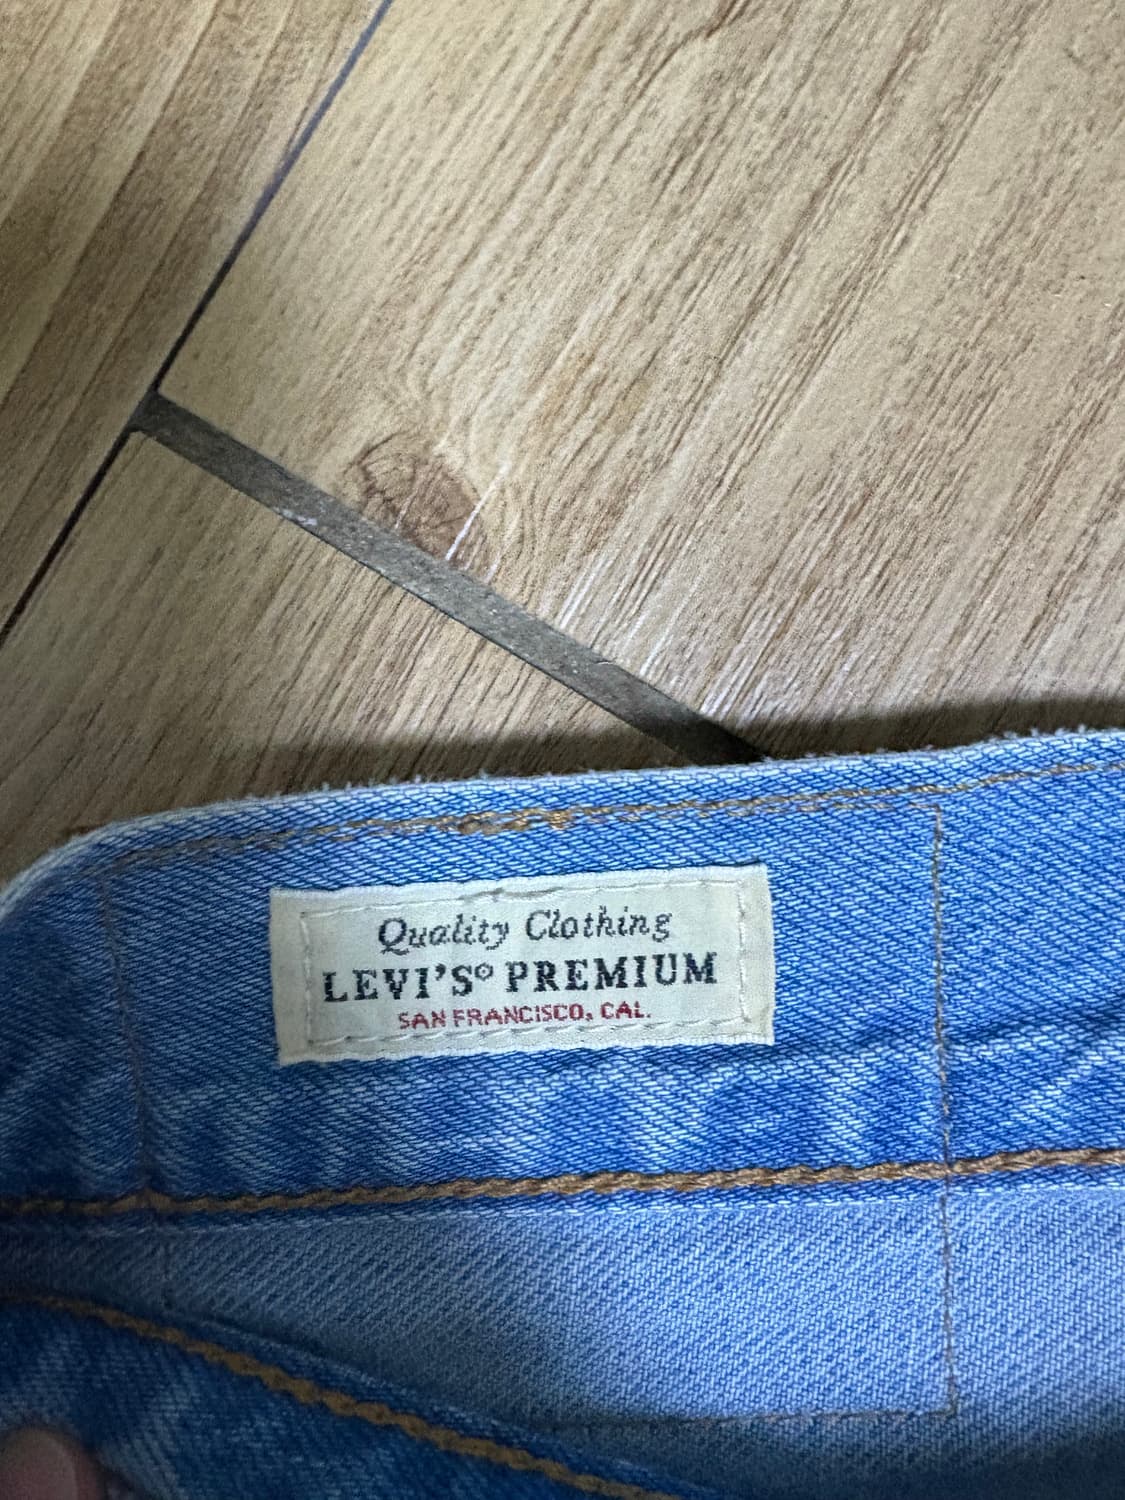 Quality Clothing
LEVI'S® PREMIUM
SAN FRANCISCO, CAL.